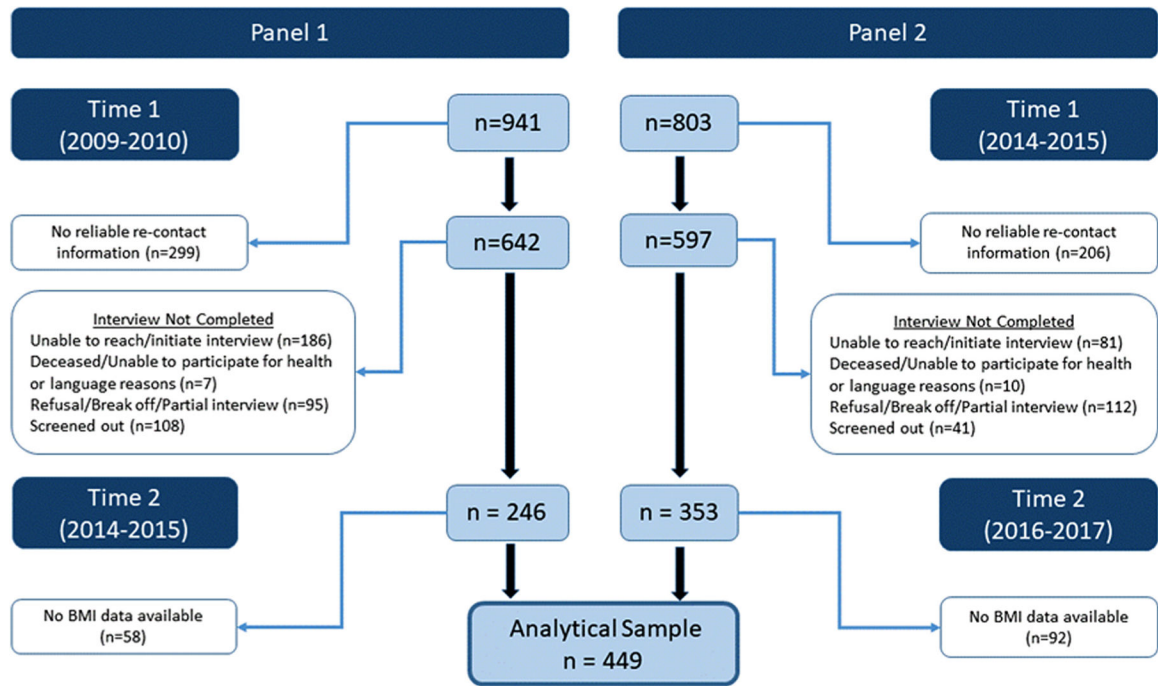 Panel 1
Panel 2
Time 1
(2009-2010)
n=941
n=803
Time 1
(2014-2015)
No reliable re-contact
information (n=299)
n=642
n=597
No reliable re-contact
information (n=206)
Interview Not Completed
Unable to reach/initiate interview (n=186)
Deceased/Unable to participate for health
or language reasons (n=7)
Refusal/Break off/Partial interview (n=95)
Screened out (n=108)
Interview Not Completed
Unable to reach/initiate interview (n=81)
Deceased/Unable to participate for health
or language reasons (n=10)
Refusal/Break off/Partial interview (n=112)
Screened out (n=41)
Time 2
(2014-2015)
n = 246
n = 353
Time 2
(2016-2017)
No BMI data available
(n=58)
Analytical Sample
n = 449
No BMI data available
(n=92)